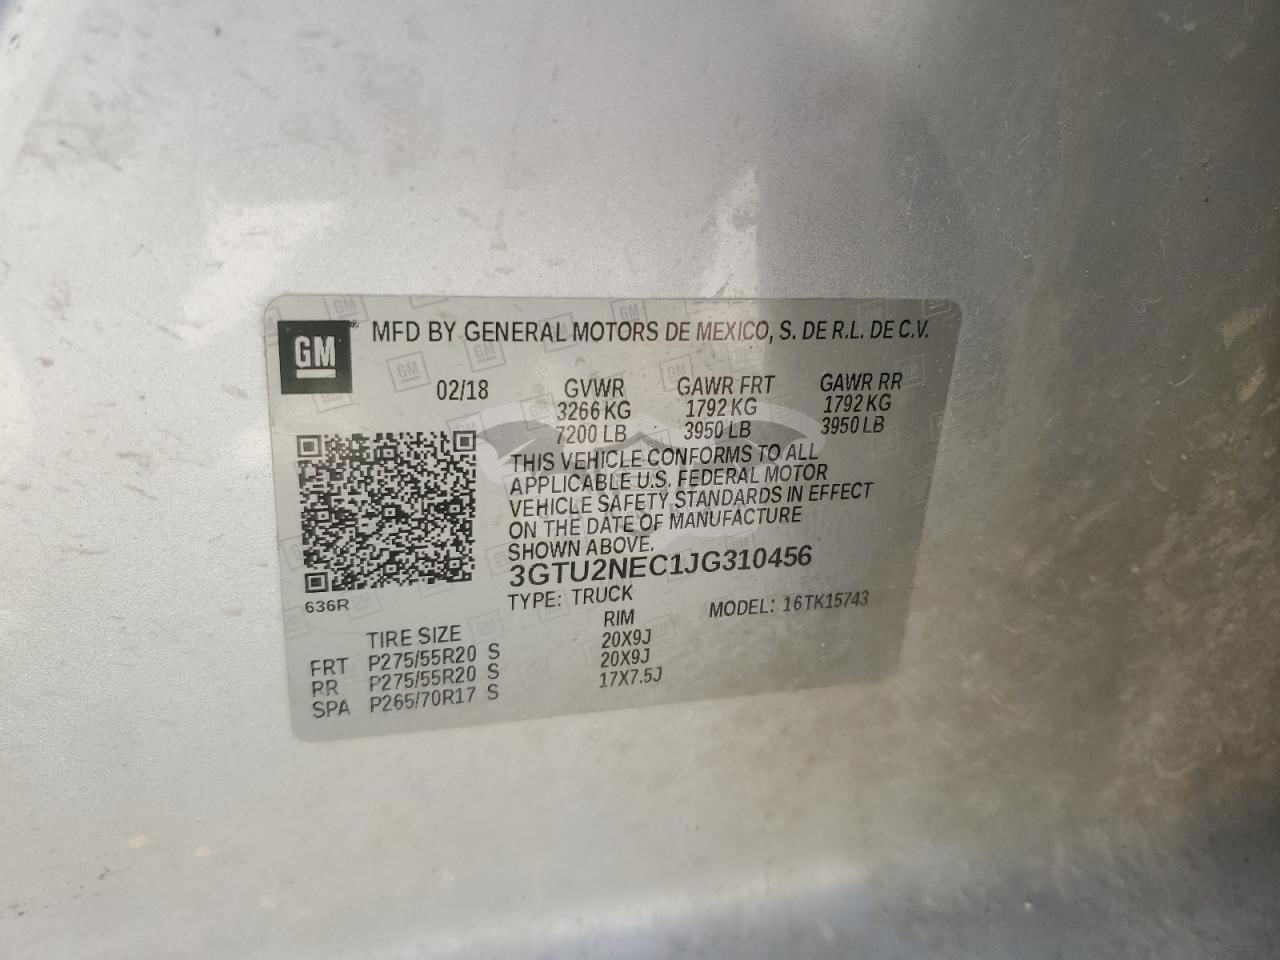 GM
MFD BY GENERAL MOTORS DE MEXICO, S. DE R.L. DE C.V.
02/18 GVWR GAWR FRT GAWR RR
3266 KG 1792 KG 1792 KG
7200 LB 3950 LB 3950 LB
THIS VEHICLE CONFORMS TO ALL
APPLICABLE U.S. FEDERAL MOTOR
VEHICLE SAFETY STANDARDS IN EFFECT
ON THE DATE OF MANUFACTURE
SHOWN ABOVE.
3GTU2NEC1JG310456
636R
TYPE: TRUCK MODEL: 16TK15743
TIRE SIZE RIM
FRT P275/55R20 S 20X9J
RR P275/55R20 S 20X9J
SPA P265/70R17 S 17X7.5J